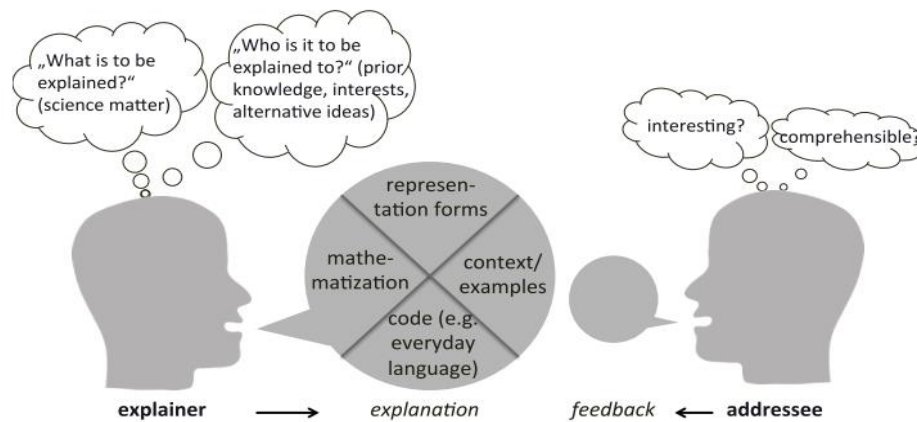 „What is to be
explained?“
(science matter)
„Who is it to be
explained to?“ (prior
knowledge, interests,
alternative ideas)
interesting?
comprehensible?
represen-
tation forms
mathe-
matization
context/
examples
code (e.g.
everyday
language)
explainer
explanation
feedback
addressee